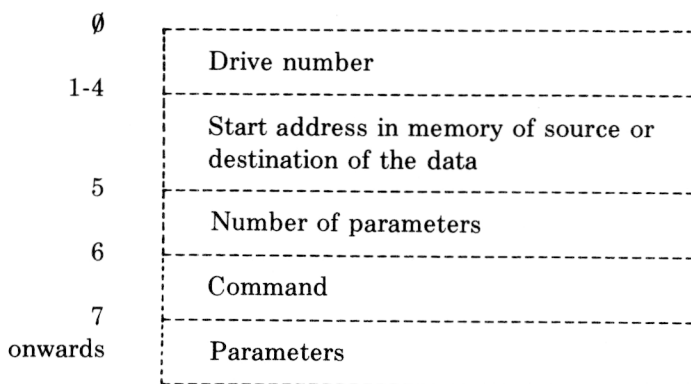 0
Drive number
1-4
Start address in memory of source or
destination of the data
5
Number of parameters
6
Command
7
onwards
Parameters